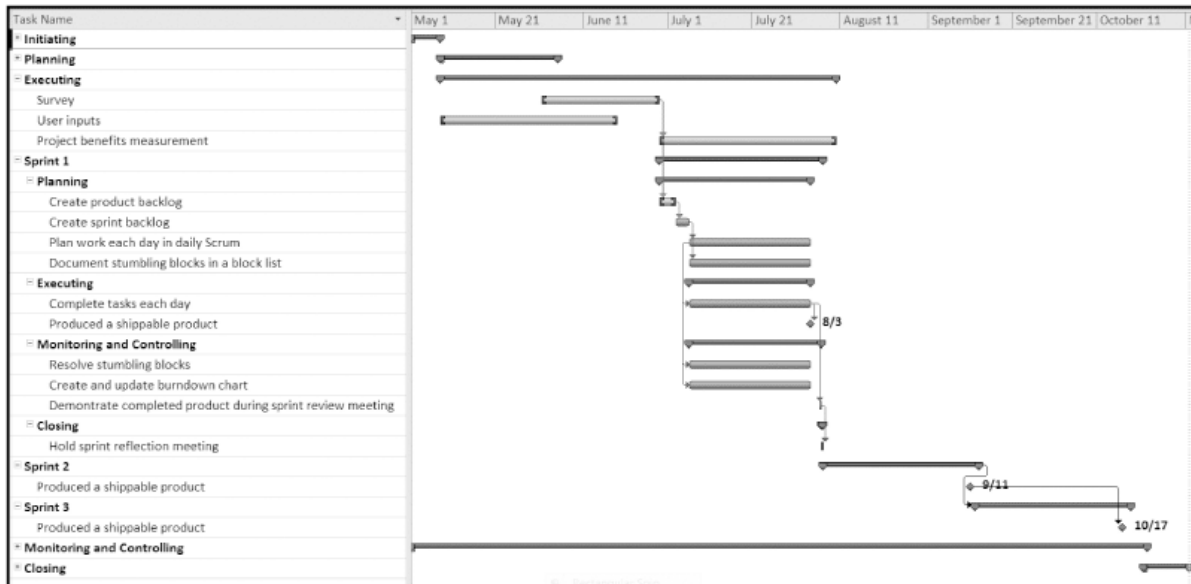 Task Name
May 1 May 21 June 11 July 1 July 21 August 11 September 1 September 21 October 11
Initiating
Planning
Executing
Survey
User inputs
Project benefits measurement
Sprint 1
Planning
Create product backlog
Create sprint backlog
Plan work each day in daily Scrum
Document stumbling blocks in a block list
Executing
Complete tasks each day
Produced a shippable product
8/3
Monitoring and Controlling
Resolve stumbling blocks
Create and update burndown chart
Demontrate completed product during sprint review meeting
Closing
Hold sprint reflection meeting
Sprint 2
Produced a shippable product
9/11
Sprint 3
Produced a shippable product
10/17
Monitoring and Controlling
Closing